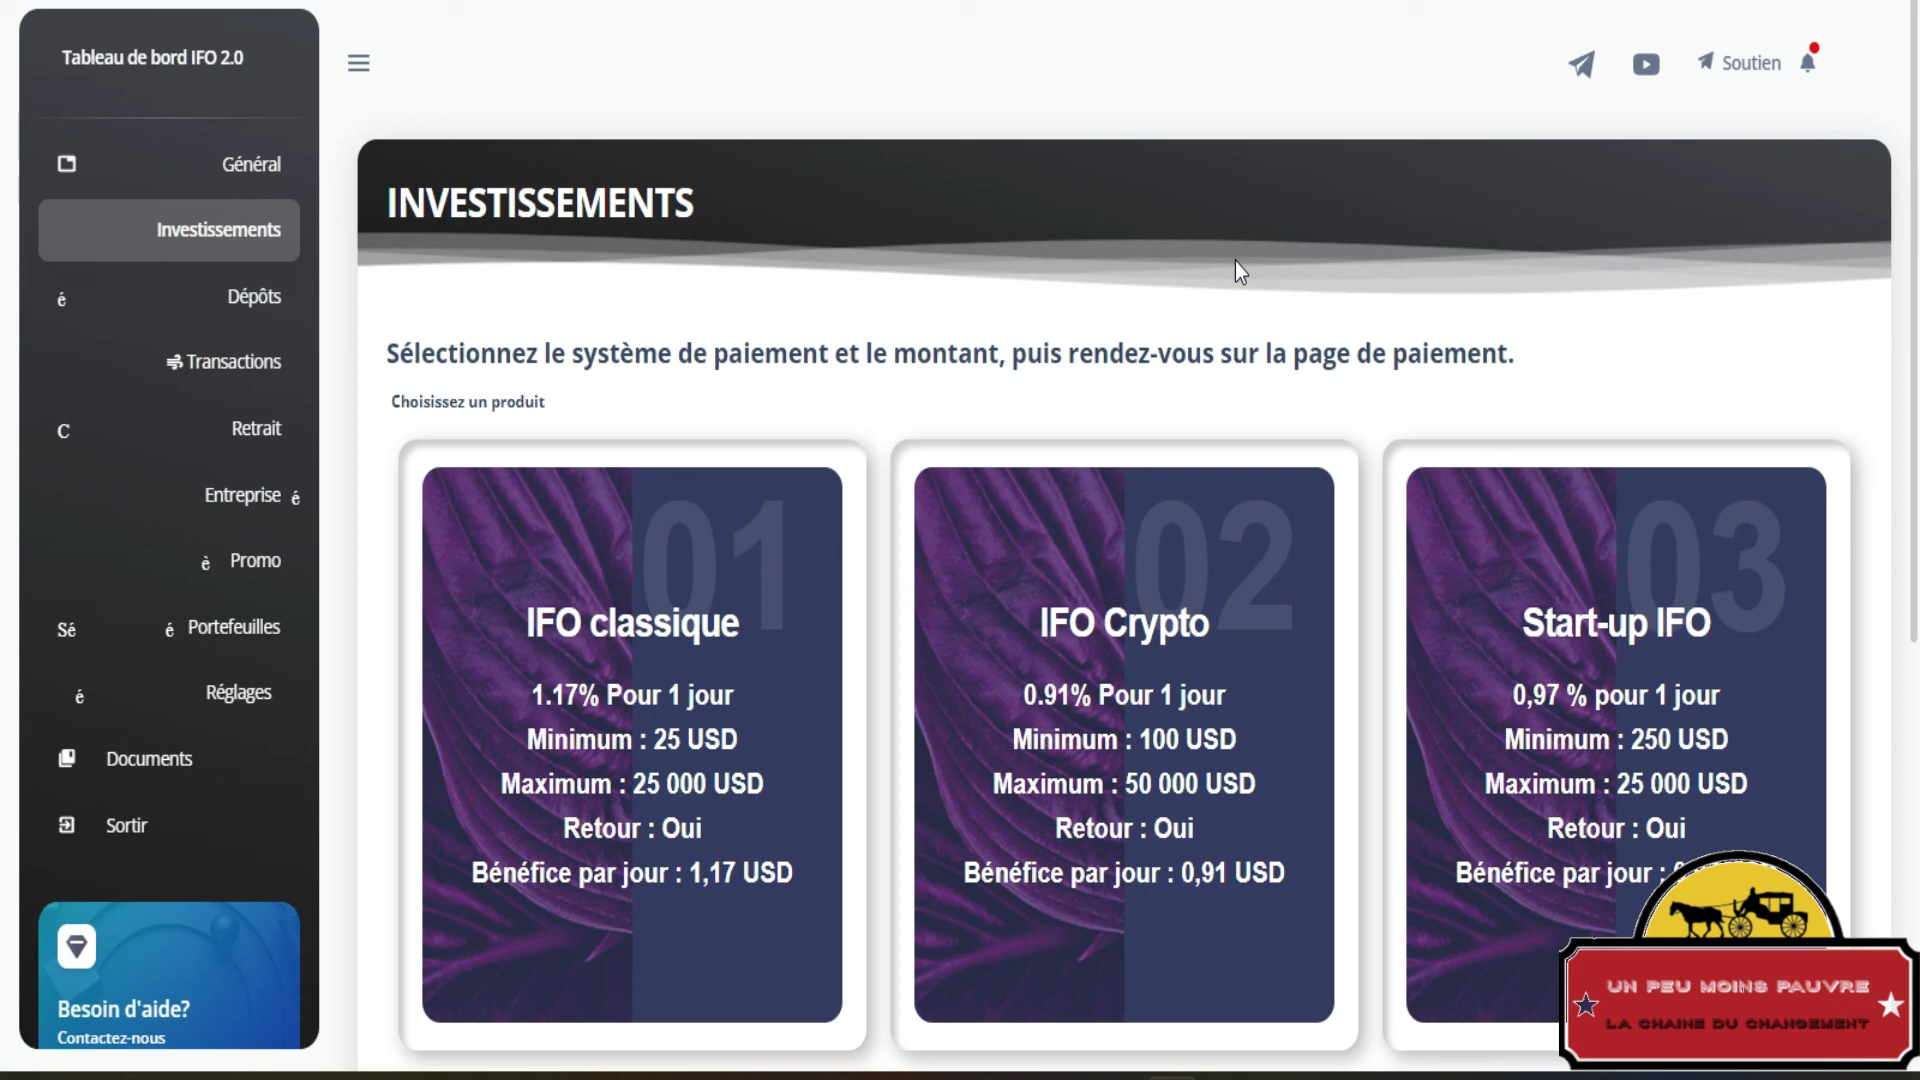 Tableau de bord IFO 2.0
Soutien
Général
Investissements
é Dépôts
Transactions
C Retrait
Entreprise é
è Promo
Sé é Portefeuilles
é Réglages
Documents
Sortir
Besoin d'aide?
Contactez-nous
INVESTISSEMENTS
Sélectionnez le système de paiement et le montant, puis rendez-vous sur la page de paiement.
Choisissez un produit
01
IFO classique
1.17% Pour 1 jour
Minimum : 25 USD
Maximum : 25 000 USD
Retour : Oui
Bénéfice par jour : 1,17 USD
02
IFO Crypto
0.91% Pour 1 jour
Minimum : 100 USD
Maximum : 50 000 USD
Retour : Oui
Bénéfice par jour : 0,91 USD
03
Start-up IFO
0,97 % pour 1 jour
Minimum : 250 USD
Maximum : 25 000 USD
Retour : Oui
Bénéfice par jour :
UN PEU MOINS PAUVRE
LA CHAINE DU CHANGEMENT